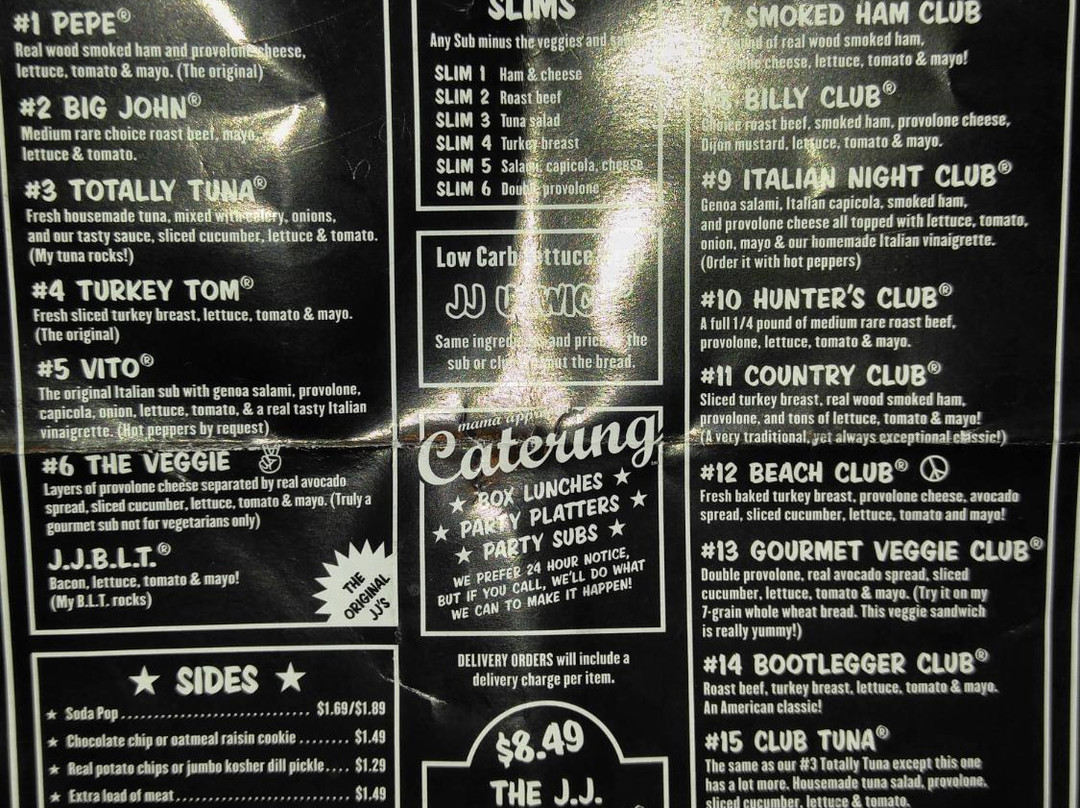 #1 PEPE®
Real wood smoked ham and provolone cheese,
lettuce, tomato & mayo. (The original)
#2 BIG JOHN®
Medium rare choice roast beef, mayo,
lettuce & tomato.
#3 TOTALLY TUNA®
Fresh housemade tuna, mixed with celery, onions,
and our tasty sauce, sliced cucumber, lettuce & tomato.
(My tuna rocks!)
#4 TURKEY TOM®
Fresh sliced turkey breast, lettuce, tomato & mayo.
(The original)
#5 VITO®
The original Italian sub with genoa salami, provolone,
capicola, onion, lettuce, tomato, & a real tasty Italian
vinaigrette. (Hot peppers by request)
#6 THE VEGGIE
Layers of provolone cheese separated by real avocado
spread, sliced cucumber, lettuce, tomato & mayo. (Truly a
gourmet sub not for vegetarians only)
J.J.B.L.T.®
Bacon, lettuce, tomato & mayo!
(My B.L.T. rocks)
THE
ORIGINAL
JJ'S
★ SIDES ★
★ Soda Pop $1.69/$1.89
★ Chocolate chip or oatmeal raisin cookie $1.49
★ Real potato chips or jumbo kosher dill pickle $1.29
★ Extra load of meat $1.49
SLIMS
Any Sub minus the veggies and
SLIM 1 Ham & cheese
SLIM 2 Roast beef
SLIM 3 Tuna salad
SLIM 4 Turkey breast
SLIM 5 Salami, capicola, cheese
SLIM 6 Double provolone
Low Carb
JJ
Same and the
sub or the bread.
mama
Catering
★ BOX LUNCHES ★
★ PARTY PLATTERS ★
★ PARTY SUBS ★
WE PREFER 24 HOUR NOTICE,
BUT IF YOU CALL, WE'LL DO WHAT
WE CAN TO MAKE IT HAPPEN!
DELIVERY ORDERS will include a
delivery charge per item.
$8.49
THE J.J.
SMOKED HAM CLUB
of real wood smoked ham,
cheese, lettuce, tomato & mayo!
BILLY CLUB®
Choice roast beef, smoked ham, provolone cheese,
Dijon mustard, lettuce, tomato & mayo.
#9 ITALIAN NIGHT CLUB®
Genoa salami, Italian capicola, smoked ham,
and provolone cheese all topped with lettuce, tomato,
onion, mayo & our homemade Italian vinaigrette.
(Order it with hot peppers)
#10 HUNTER'S CLUB®
A full 1/4 pound of medium rare roast beef,
provolone, lettuce, tomato & mayo.
#11 COUNTRY CLUB®
Sliced turkey breast, real wood smoked ham,
provolone, and tons of lettuce, tomato & mayo!
(A very traditional, yet always exceptional classic!)
#12 BEACH CLUB®
Fresh baked turkey breast, provolone cheese, avocado
spread, sliced cucumber, lettuce, tomato and mayo!
#13 GOURMET VEGGIE CLUB®
Double provolone, real avocado spread, sliced
cucumber, lettuce, tomato & mayo. (Try it on my
7-grain whole wheat bread. This veggie sandwich
is really yummy!)
#14 BOOTLEGGER CLUB®
Roast beef, turkey breast, lettuce, tomato & mayo.
An American classic!
#15 CLUB TUNA®
The same as our #3 Totally Tuna except this one
has a lot more. Housemade tuna salad, provolone,
sliced cucumber, lettuce & tomato.